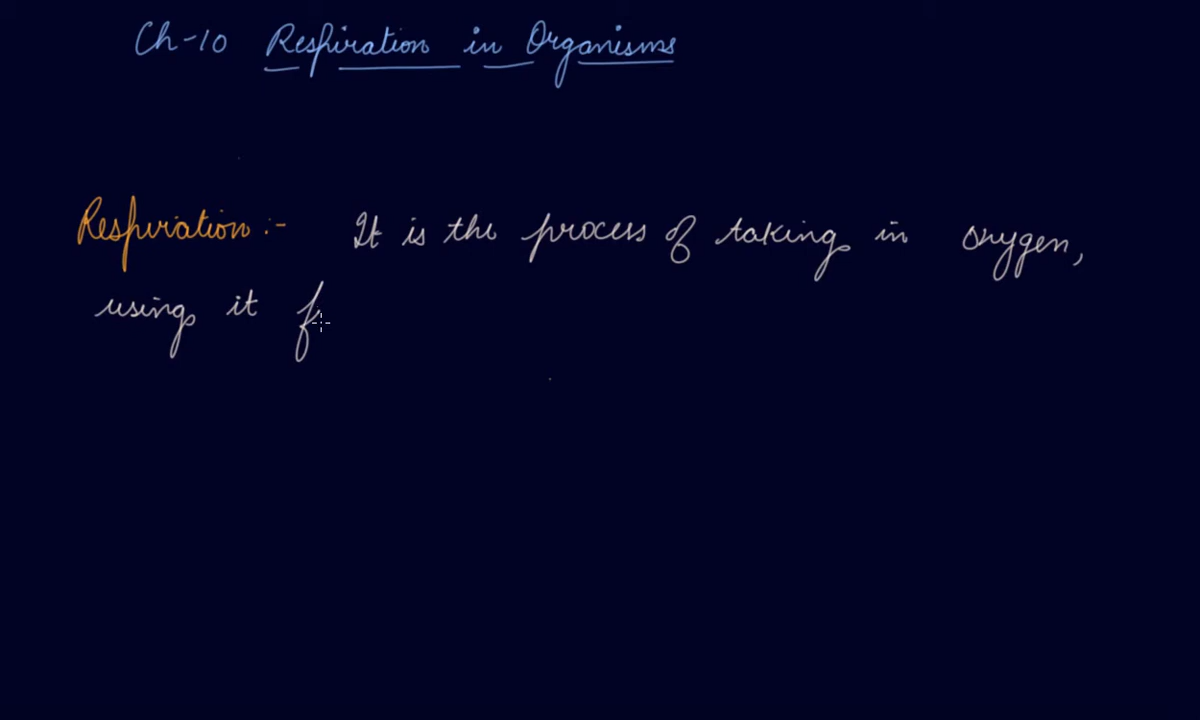 Ch-10 Respiration in Organisms
Respiration :- It is the process of taking in oxygen,
using it f